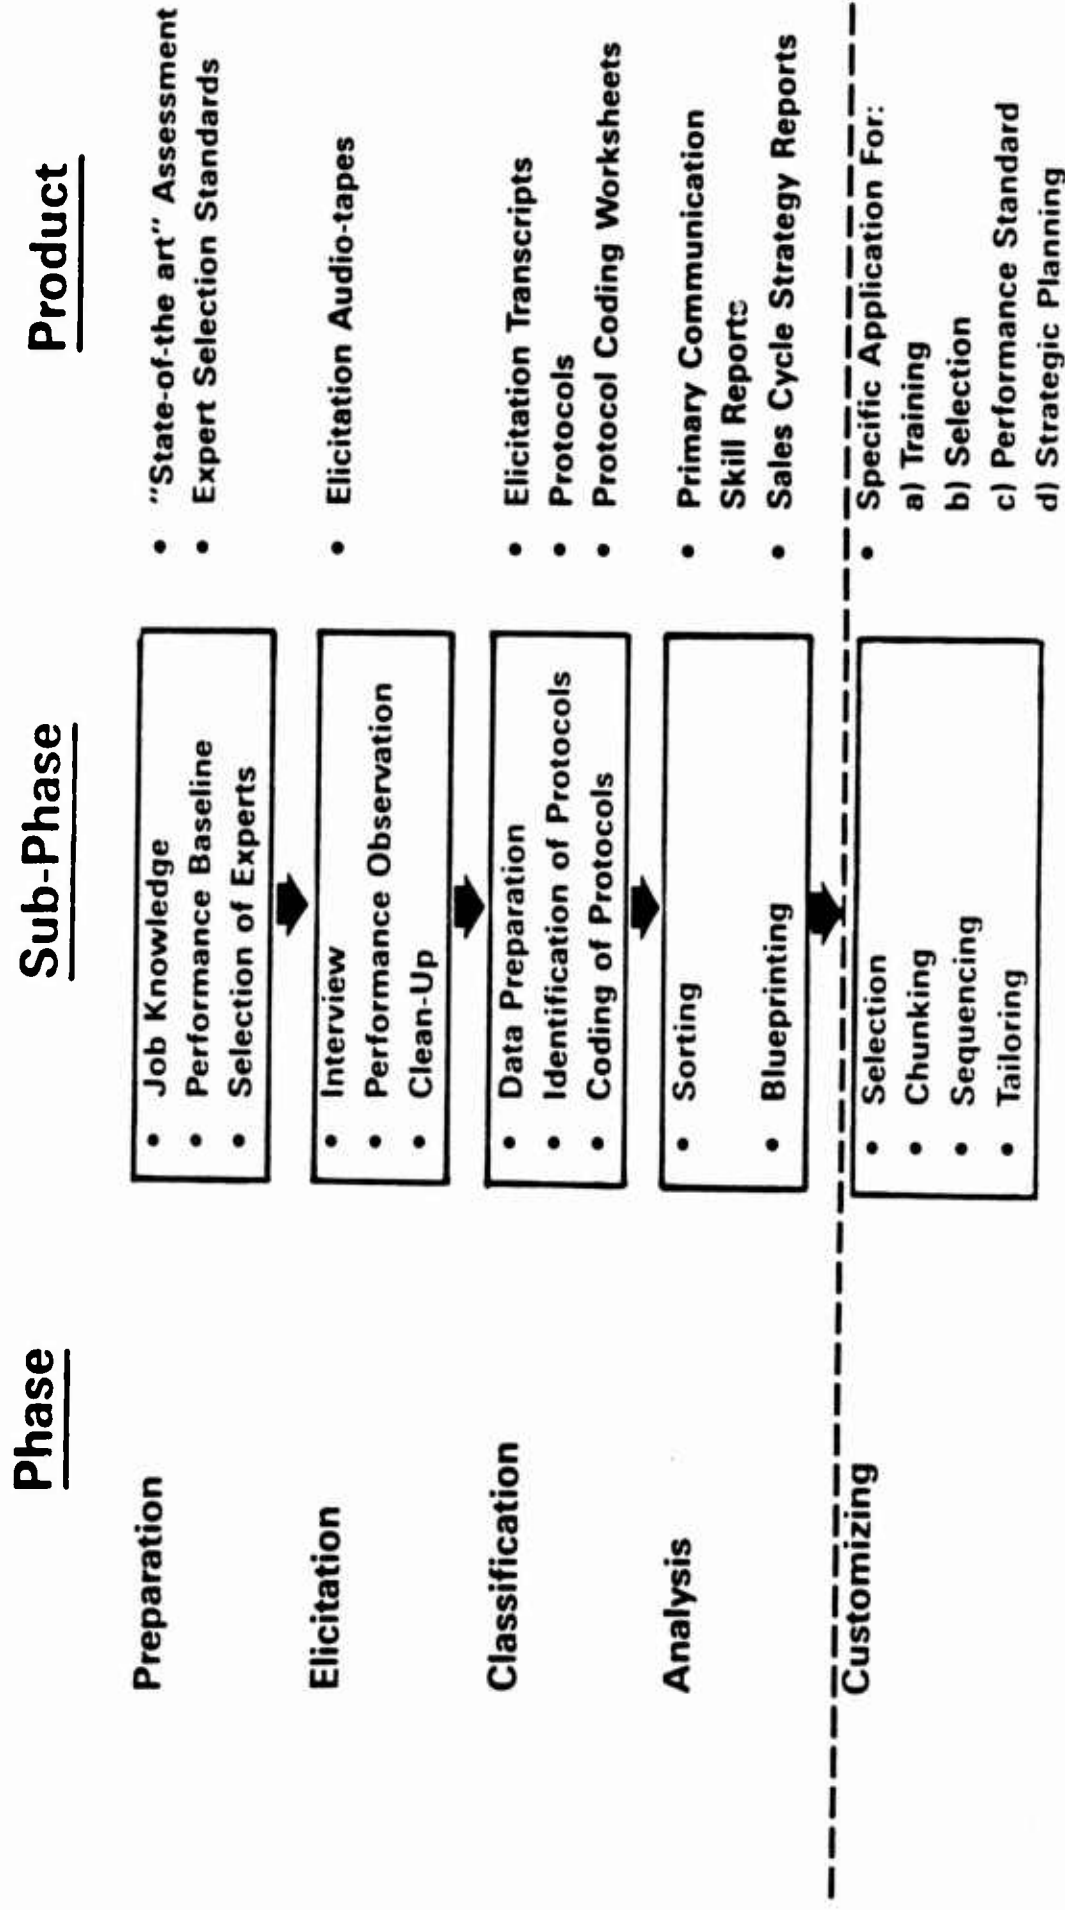 Phase
Sub-Phase
Product
Preparation
• Job Knowledge
• Performance Baseline
• Selection of Experts
• "State-of-the art" Assessment
• Expert Selection Standards
Elicitation
• Interview
• Performance Observation
• Clean-Up
• Elicitation Audio-tapes
Classification
• Data Preparation
• Identification of Protocols
• Coding of Protocols
• Elicitation Transcripts
• Protocols
• Protocol Coding Worksheets
Analysis
• Sorting
• Blueprinting
• Primary Communication
Skill Reports
• Sales Cycle Strategy Reports
Customizing
• Selection
• Chunking
• Sequencing
• Tailoring
• Specific Application For:
a) Training
b) Selection
c) Performance Standard
d) Strategic Planning